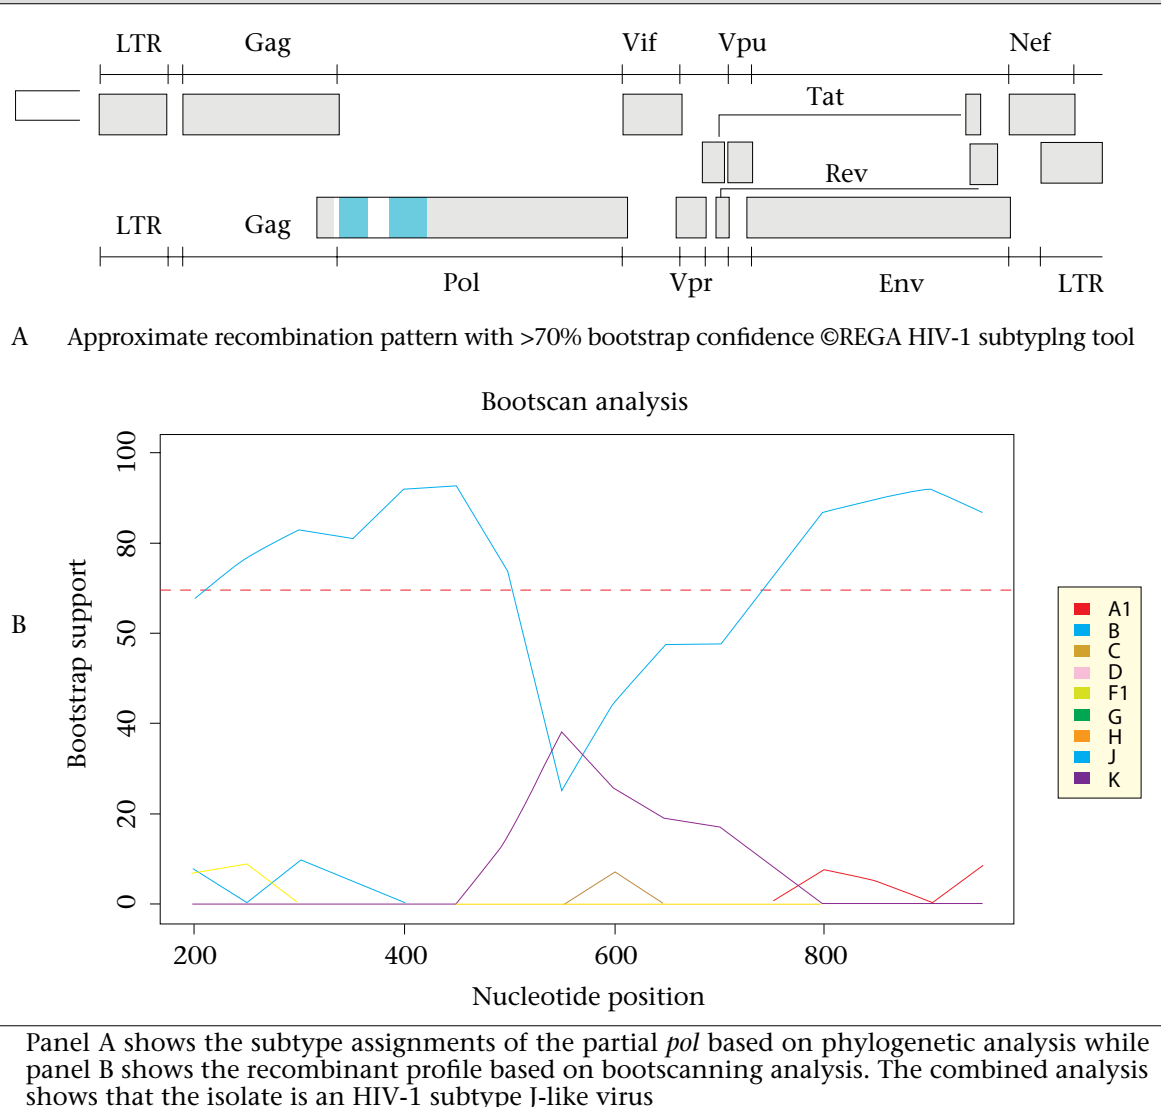 LTR Gag Vif Vpu Nef
Tat
Rev
LTR Gag
Pol Vpr Env LTR
A Approximate recombination pattern with >70% bootstrap confidence ©REGA HIV-1 subtyplng tool
Bootscan analysis
B
Bootstrap support
100
80
50
40
20
0
200 400 600 800
Nucleotide position
A1
B
C
D
F1
G
H
J
K
Panel A shows the subtype assignments of the partial pol based on phylogenetic analysis while
panel B shows the recombinant profile based on bootscanning analysis. The combined analysis
shows that the isolate is an HIV-1 subtype J-like virus